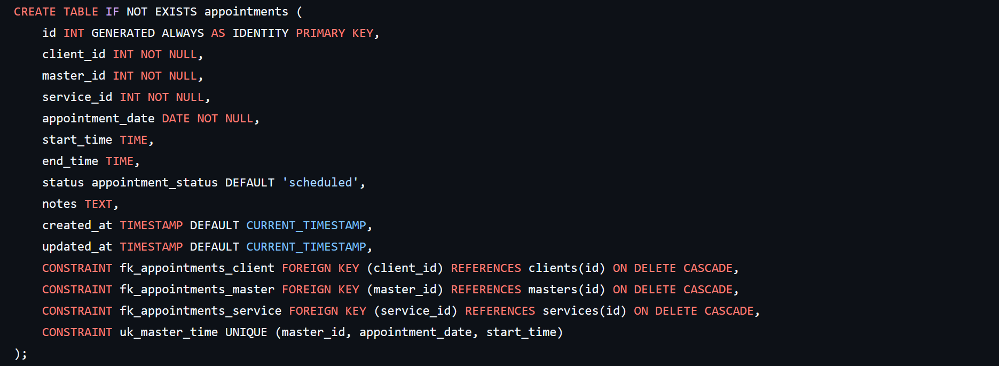 CREATE TABLE IF NOT EXISTS appointments (
    id INT GENERATED ALWAYS AS IDENTITY PRIMARY KEY,
    client_id INT NOT NULL,
    master_id INT NOT NULL,
    service_id INT NOT NULL,
    appointment_date DATE NOT NULL,
    start_time TIME,
    end_time TIME,
    status appointment_status DEFAULT 'scheduled',
    notes TEXT,
    created_at TIMESTAMP DEFAULT CURRENT_TIMESTAMP,
    updated_at TIMESTAMP DEFAULT CURRENT_TIMESTAMP,
    CONSTRAINT fk_appointments_client FOREIGN KEY (client_id) REFERENCES clients(id) ON DELETE CASCADE,
    CONSTRAINT fk_appointments_master FOREIGN KEY (master_id) REFERENCES masters(id) ON DELETE CASCADE,
    CONSTRAINT fk_appointments_service FOREIGN KEY (service_id) REFERENCES services(id) ON DELETE CASCADE,
    CONSTRAINT uk_master_time UNIQUE (master_id, appointment_date, start_time)
);